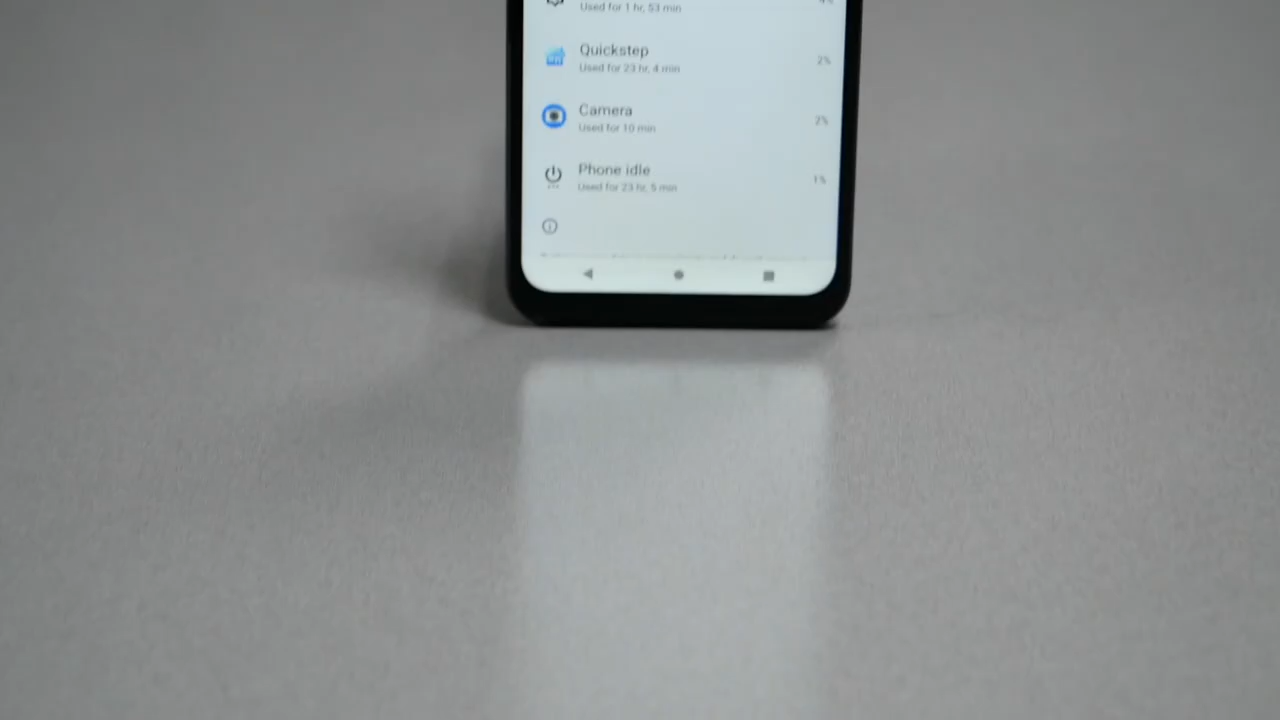 Used for 1 hr, 53 min
4%
Quickstep
Used for 23 hr, 4 min
2%
Camera
Used for 10 min
2%
Phone idle
Used for 23 hr, 5 min
1%